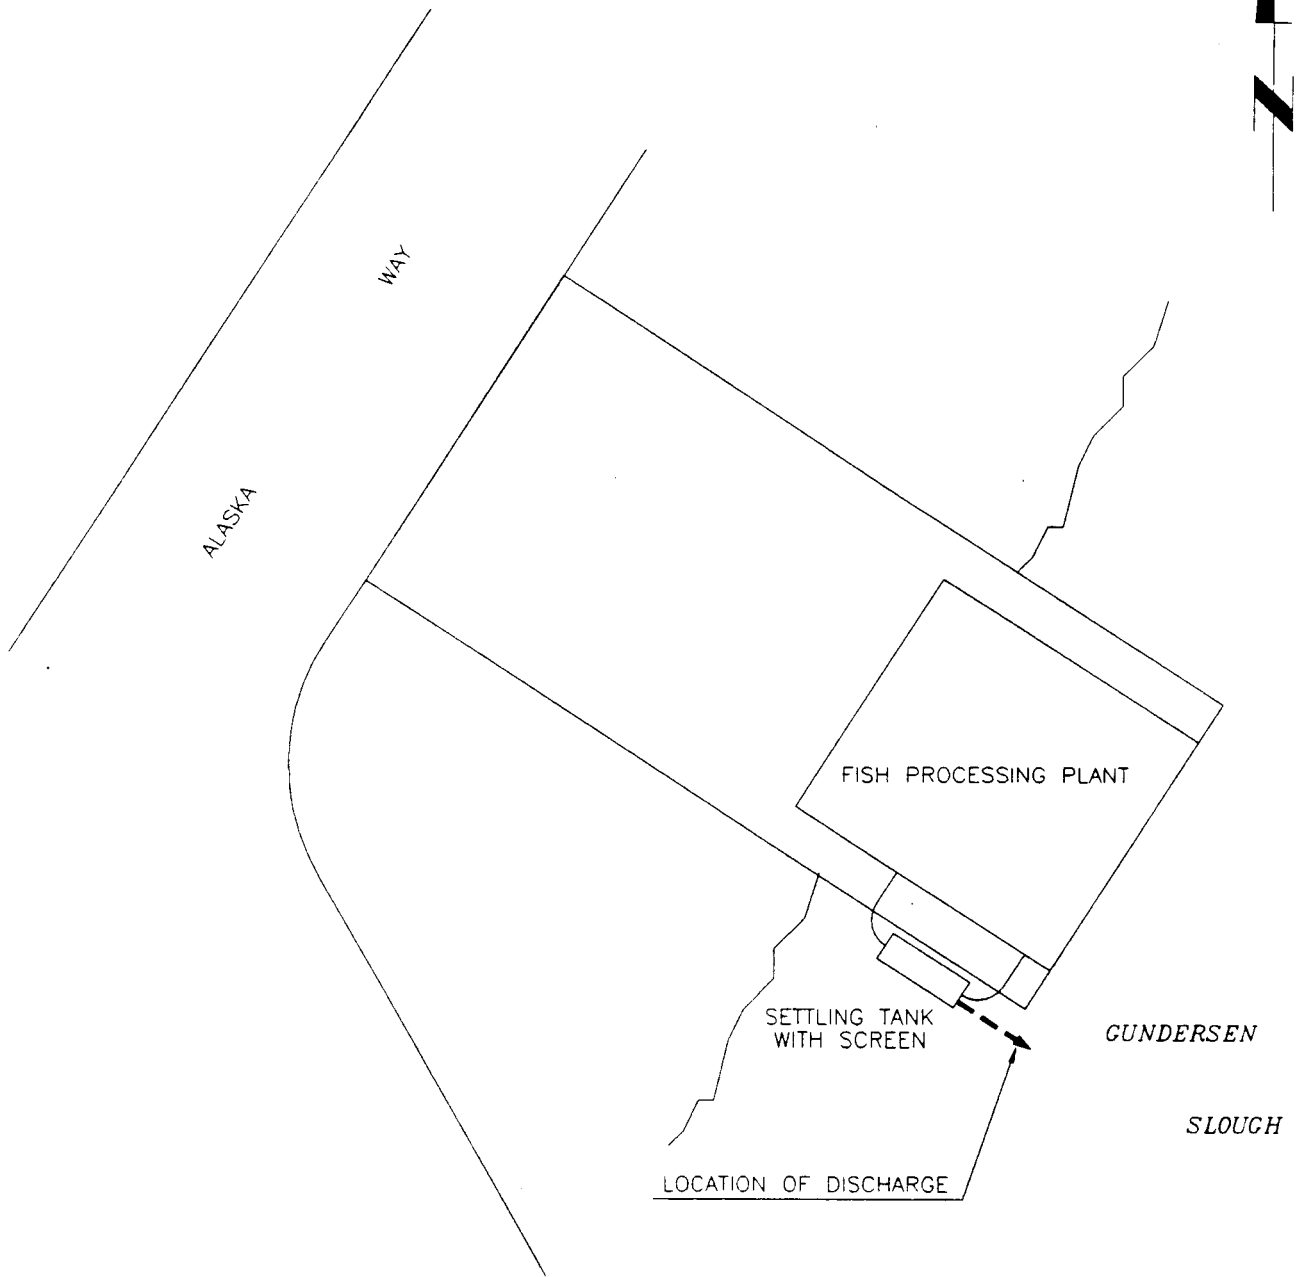 N
WAY
ALASKA
FISH PROCESSING PLANT
SETTLING TANK
WITH SCREEN
GUNDERSEN
SLOUGH
LOCATION OF DISCHARGE